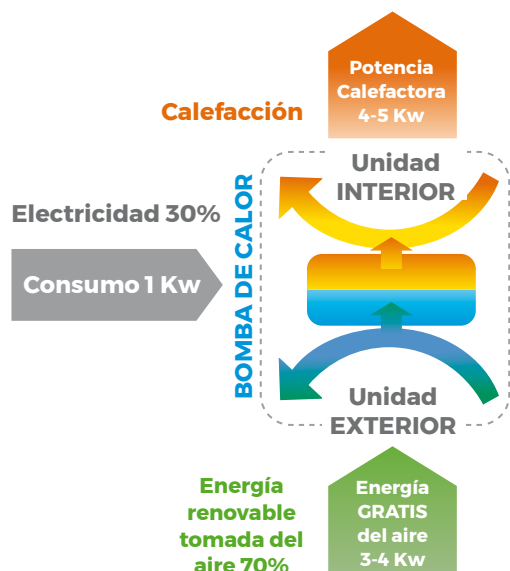 Potencia
Calefactora
4-5 Kw
Calefacción
Unidad
INTERIOR
Electricidad 30%
Consumo 1 Kw
BOMBA DE CALOR
Unidad
EXTERIOR
Energía
renovable
tomada del
aire 70%
Energía
GRATIS
del aire
3-4 Kw